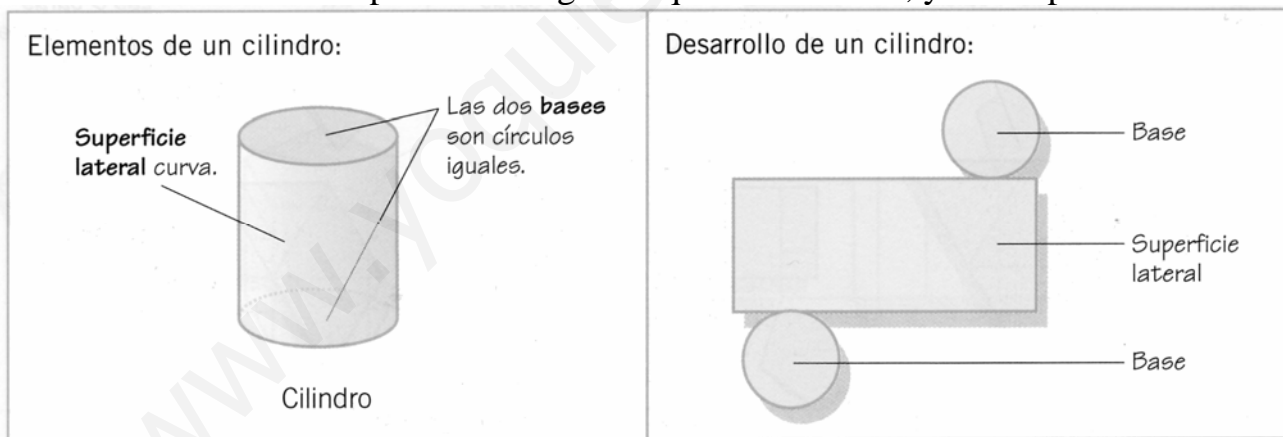 Elementos de un cilindro:
Superficie
lateral curva.
Las dos bases
son círculos
iguales.
Cilindro
Desarrollo de un cilindro:
Base
Superficie
lateral
Base